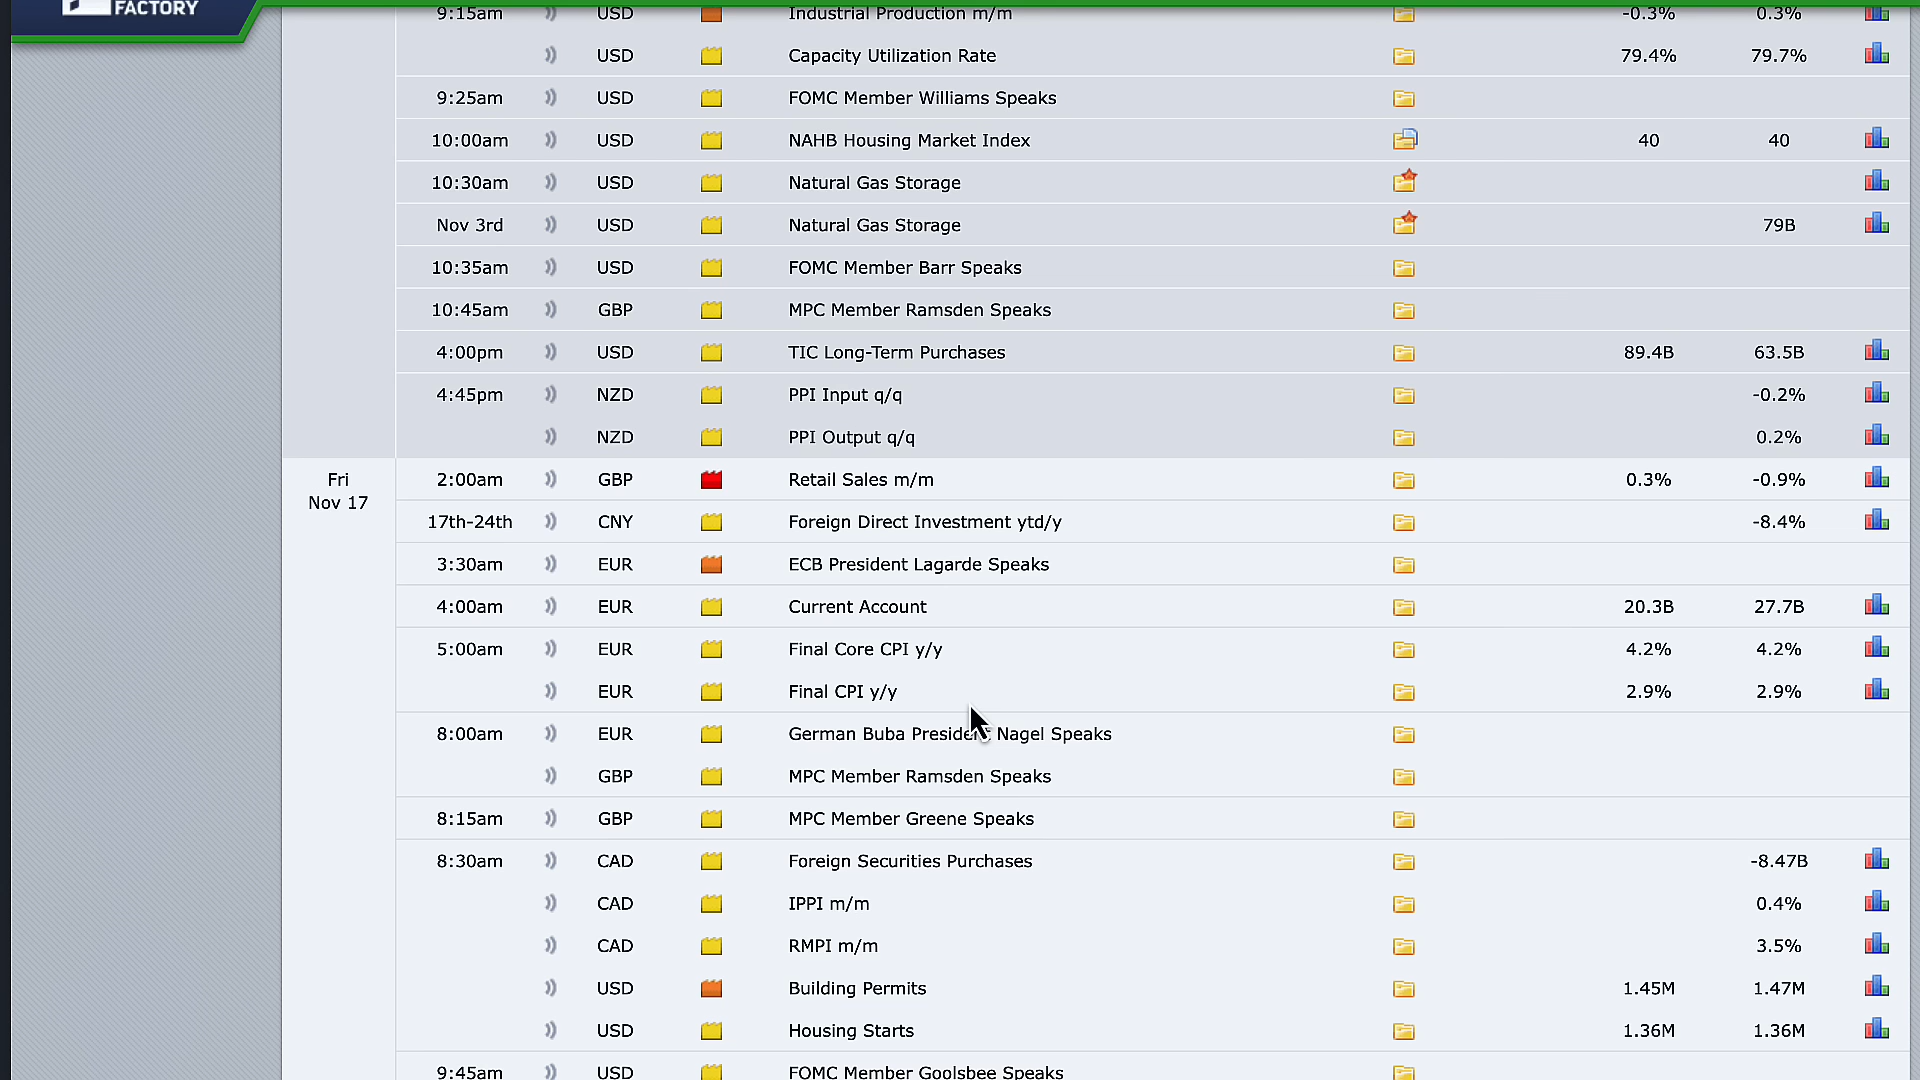 FACTORY
9:15am USD Industrial Production m/m -0.3% 0.3%
USD Capacity Utilization Rate 79.4% 79.7%
9:25am USD FOMC Member Williams Speaks
10:00am USD NAHB Housing Market Index 40 40
10:30am USD Natural Gas Storage
Nov 3rd USD Natural Gas Storage 79B
10:35am USD FOMC Member Barr Speaks
10:45am GBP MPC Member Ramsden Speaks
4:00pm USD TIC Long-Term Purchases 89.4B 63.5B
4:45pm NZD PPI Input q/q -0.2%
NZD PPI Output q/q 0.2%
Fri 2:00am GBP Retail Sales m/m 0.3% -0.9%
Nov 17
17th-24th CNY Foreign Direct Investment ytd/y -8.4%
3:30am EUR ECB President Lagarde Speaks
4:00am EUR Current Account 20.3B 27.7B
5:00am EUR Final Core CPI y/y 4.2% 4.2%
EUR Final CPI y/y 2.9% 2.9%
8:00am EUR German Buba President Nagel Speaks
GBP MPC Member Ramsden Speaks
8:15am GBP MPC Member Greene Speaks
8:30am CAD Foreign Securities Purchases -8.47B
CAD IPPI m/m 0.4%
CAD RMPI m/m 3.5%
USD Building Permits 1.45M 1.47M
USD Housing Starts 1.36M 1.36M
9:45am USD FOMC Member Goolsbee Speaks